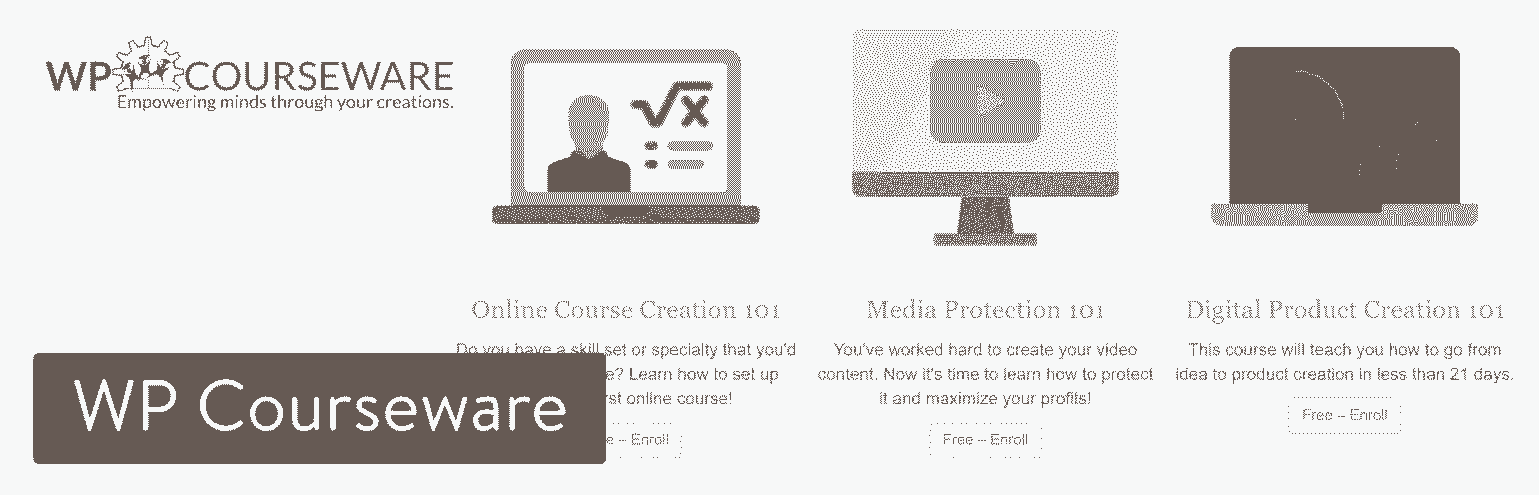 WP COURSEWARE
Empowering minds through your creations.
√x
Online Course Creation 101
Do you have a skill set or specialty that you'd
e? Learn how to set up
rst online course!
e – Enroll
Media Protection 101
You've worked hard to create your video
content. Now it's time to learn how to protect
it and maximize your profits!
Free – Enroll
Digital Product Creation 101
This course will teach you how to go from
idea to product creation in less than 21 days.
Free – Enroll
WP Courseware